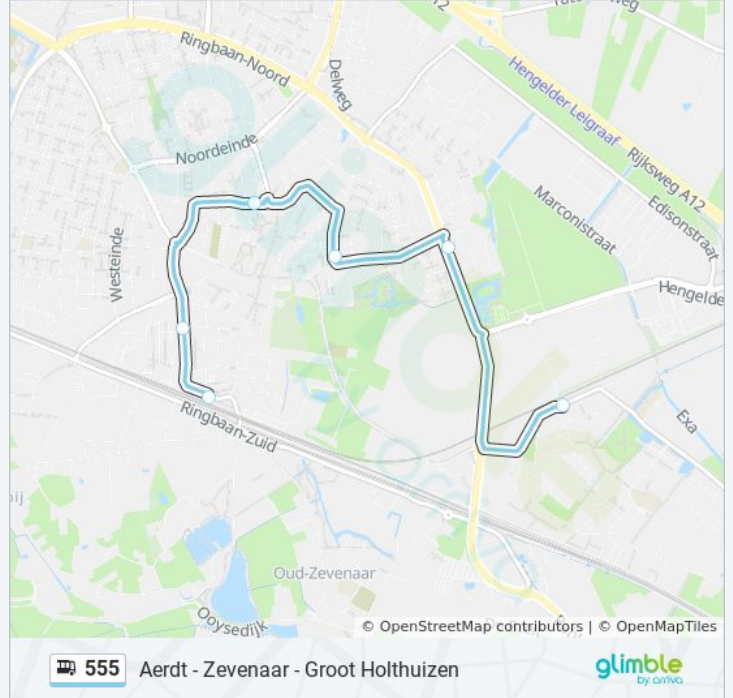 Ringbaan-Noord
Delweg
Hengelder Leigraaf
Rijksweg A12
Noordeinde
Marconistraat
Edisonstraat
Westeinde
Hengelde
Ringbaan-Zuid
Exa
Oud-Zevenaar
Ooysedijk
© OpenStreetMap contributors | © OpenMapTiles
555 Aerdt - Zevenaar - Groot Holthuizen
glimble
by arriva